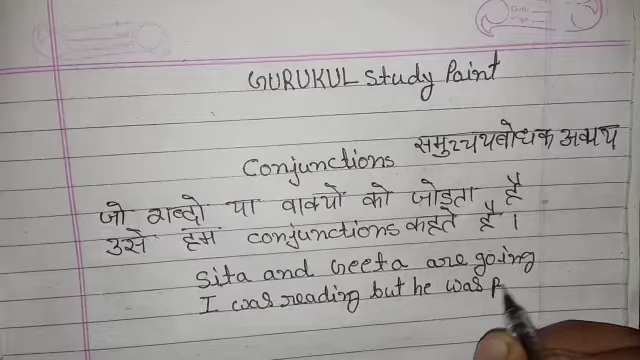 GURUKUL Study Point
Conjunctions समुच्चयबोधक अव्यय
जो शब्दो या वाक्यों को जोड़ता है
उसे हम conjunctions कहते है।
Sita and Geeta are going
I was reading but he was P